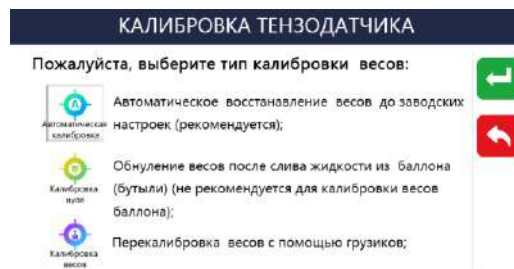 КАЛИБРОВКА ТЕНЗОДАТЧИКА
Пожалуйста, выберите тип калибровки весов:
Автоматическая
калибровка
Автоматическое восстанавление весов до заводских
настроек (рекомендуется);
Калибровка
нуля
Обнуление весов после слива жидкости из баллона
(бутыли) (не рекомендуется для калибровки весов
баллона);
Калибровка
весов
Перекалибровка весов с помощью грузиков;